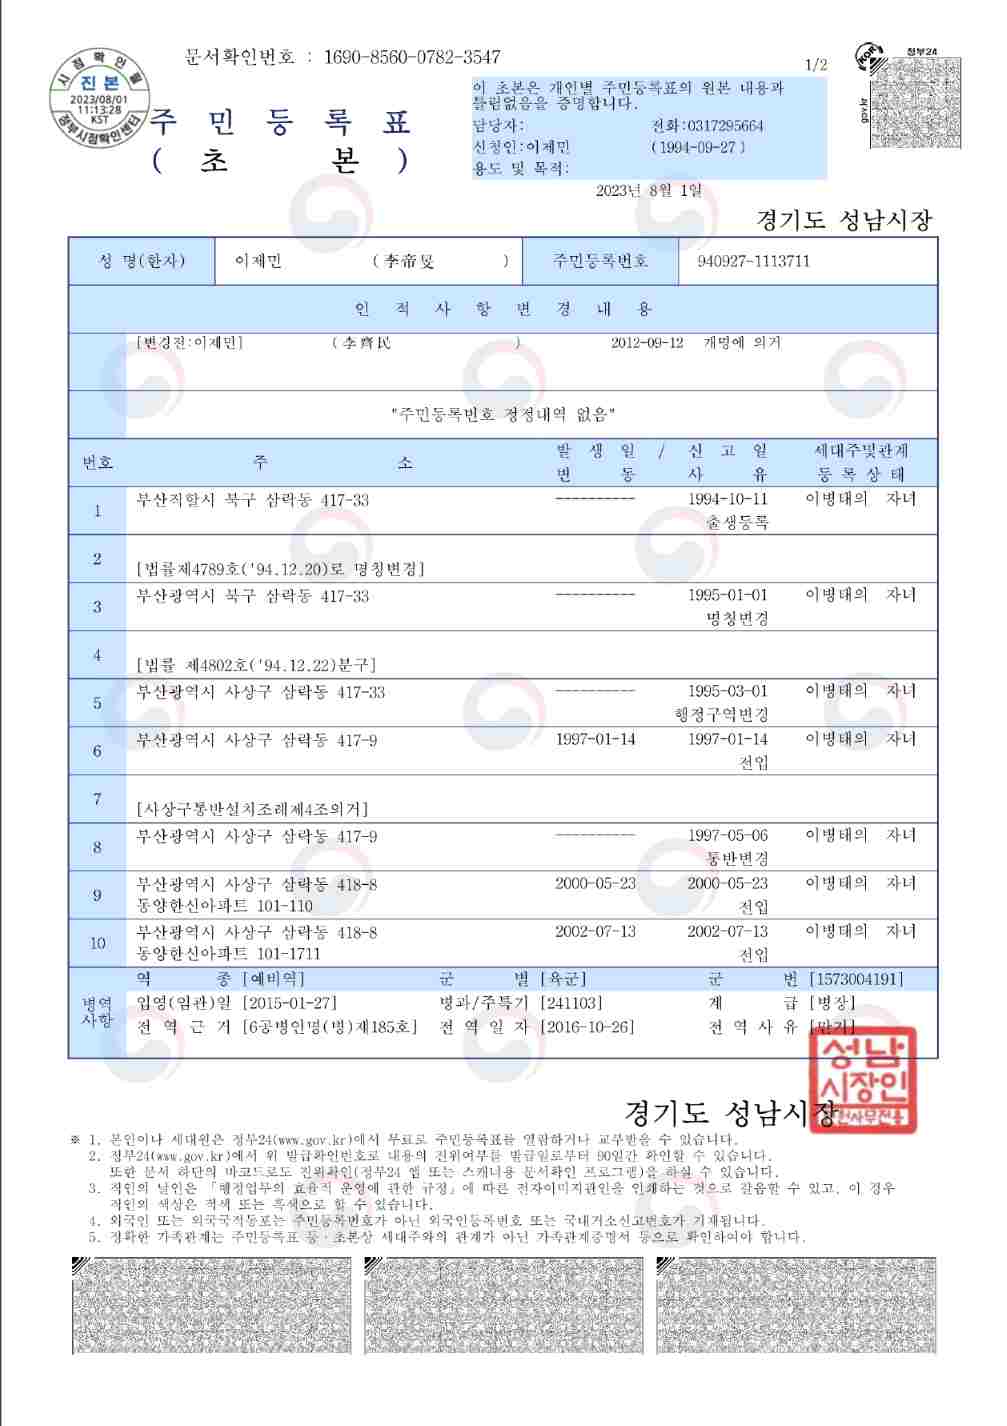 문서확인번호 : 1690-8560-0782-3547
시점확인필
진본
2023/08/01
11:13:28
KST
정부시점확인센터
정부24
gov.kr
1/2
주 민 등 록 표
( 초 본 )
이 초본은 개인별 주민등록표의 원본 내용과
틀림없음을 증명합니다.
담당자: 전화:0317295664
신청인:이제민 (1994-09-27)
용도 및 목적:
2023년 8월 1일
경기도 성남시장
성 명(한자) 이제민 (李帝旻 ) 주민등록번호 940927-1113711
인 적 사 항 변 경 내 용
[변경전:이제민] (李齊民 ) 2012-09-12 개명에 의거
"주민등록번호 정정내역 없음"
번호 주 소 발 생 일 / 신 고 일 세대주및관계
변 동 사 유 등 록 상 태
1 부산직할시 북구 삼락동 417-33 ---------- 1994-10-11 이병태의 자녀
출생등록
2 [법률제4789호('94.12.20)로 명칭변경]
3 부산광역시 북구 삼락동 417-33 ---------- 1995-01-01 이병태의 자녀
명칭변경
4 [법률 제4802호('94.12.22)분구]
5 부산광역시 사상구 삼락동 417-33 ---------- 1995-03-01 이병태의 자녀
행정구역변경
6 부산광역시 사상구 삼락동 417-9 1997-01-14 1997-01-14 이병태의 자녀
전입
7 [사상구통반설치조례제4조의거]
8 부산광역시 사상구 삼락동 417-9 ---------- 1997-05-06 이병태의 자녀
통반변경
9 부산광역시 사상구 삼락동 418-8 2000-05-23 2000-05-23 이병태의 자녀
동양한신아파트 101-110 전입
10 부산광역시 사상구 삼락동 418-8 2002-07-13 2002-07-13 이병태의 자녀
동양한신아파트 101-1711 전입
병역사항
역 종 [예비역] 군 별 [육군] 군 번 [1573004191]
입영(임관)일 [2015-01-27] 병과/주특기 [241103] 계 급 [병장]
전 역 근 거 [6공병인명(병)제185호] 전 역 일 자 [2016-10-26] 전 역 사 유 [만기]
경기도 성남시장
성남
시장인
전사무전용
※ 1. 본인이나 세대원은 정부24(www.gov.kr)에서 무료로 주민등록표를 열람하거나 교부받을 수 있습니다.
2. 정부24(www.gov.kr)에서 위 발급확인번호로 내용의 진위여부를 발급일로부터 90일간 확인할 수 있습니다.
또한 문서 하단의 바코드로도 진위확인(정부24 앱 또는 스캐너용 문서확인 프로그램)을 하실 수 있습니다.
3. 직인의 날인은 「행정업무의 효율적 운영에 관한 규정」에 따른 전자이미지관인을 인쇄하는 것으로 갈음할 수 있고, 이 경우
직인의 색상은 적색 또는 흑색으로 할 수 있습니다.
4. 외국인 또는 외국국적동포는 주민등록번호가 아닌 외국인등록번호 또는 국내거소신고번호가 기재됩니다.
5. 정확한 가족관계는 주민등록표 등·초본상 세대주와의 관계가 아닌 가족관계증명서 등으로 확인하여야 합니다.